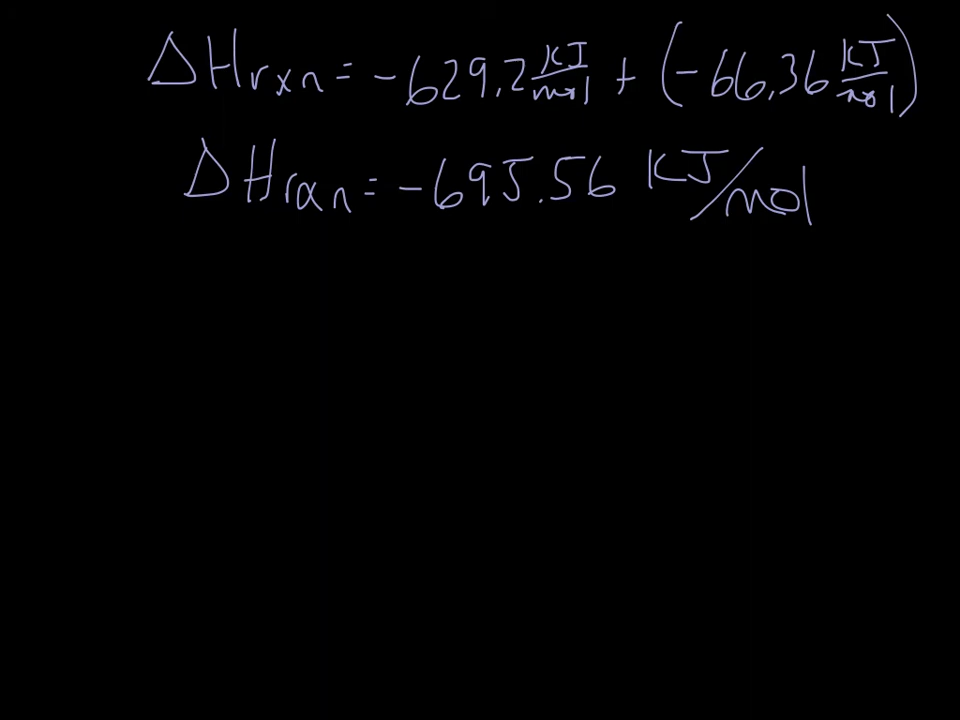 ΔHrxn = -629.2 KJ/mol + (-66.36 KJ/mol)
ΔHrxn = -695.56 KJ/mol